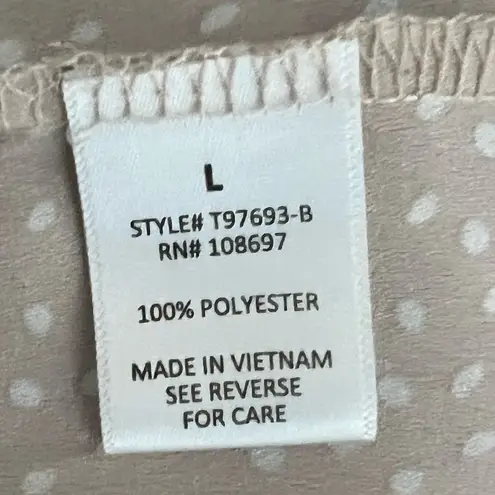 L
STYLE# T97693-B
RN# 108697
100% POLYESTER
MADE IN VIETNAM
SEE REVERSE
FOR CARE